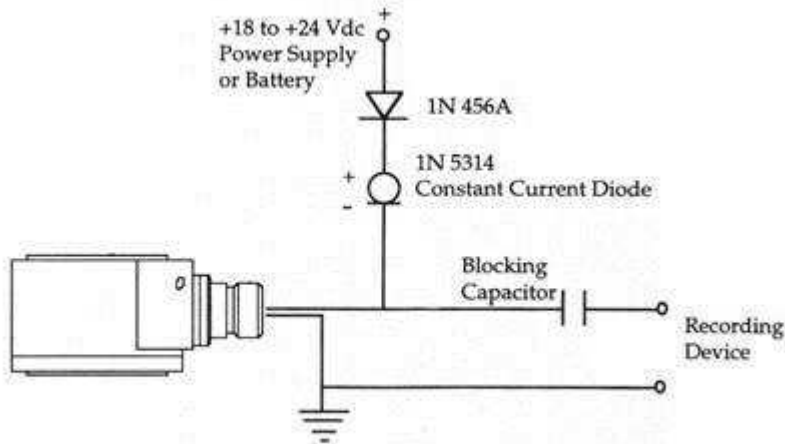 +18 to +24 Vdc
Power Supply
or Battery
+
1N 456A
1N 5314
Constant Current Diode
+
-
Blocking
Capacitor
Recording
Device